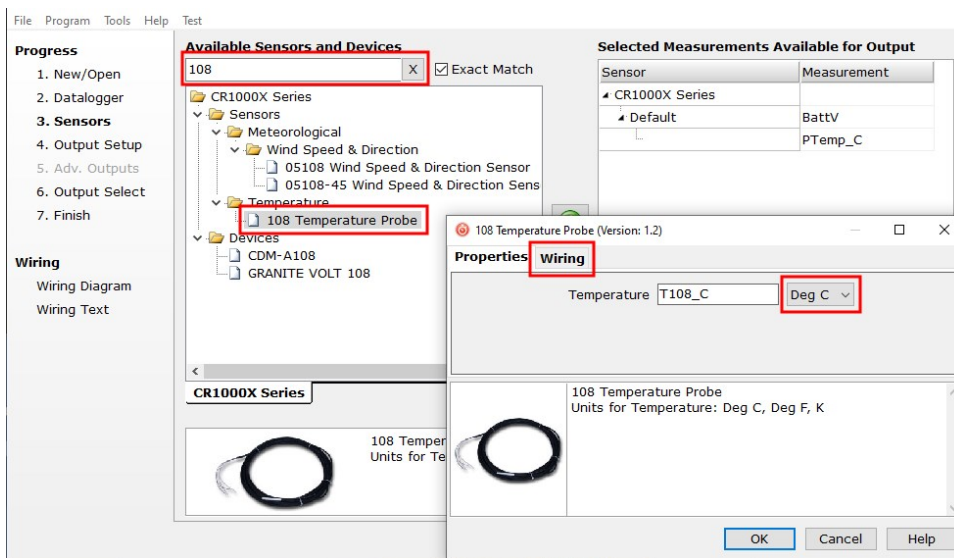 File Program Tools Help Test
Progress
1. New/Open
2. Datalogger
3. Sensors
4. Output Setup
5. Adv. Outputs
6. Output Select
7. Finish
Wiring
Wiring Diagram
Wiring Text
Available Sensors and Devices
108 X Exact Match
CR1000X Series
Sensors
Meteorological
Wind Speed & Direction
05108 Wind Speed & Direction Sensor
05108-45 Wind Speed & Direction Sens
Temperature
108 Temperature Probe
Devices
CDM-A108
GRANITE VOLT 108
CR1000X Series
108 Temper
Units for Te
Selected Measurements Available for Output
Sensor Measurement
CR1000X Series
Default BattV
PTemp_C
108 Temperature Probe (Version: 1.2)
Properties Wiring
Temperature T108_C Deg C
108 Temperature Probe
Units for Temperature: Deg C, Deg F, K
OK Cancel Help